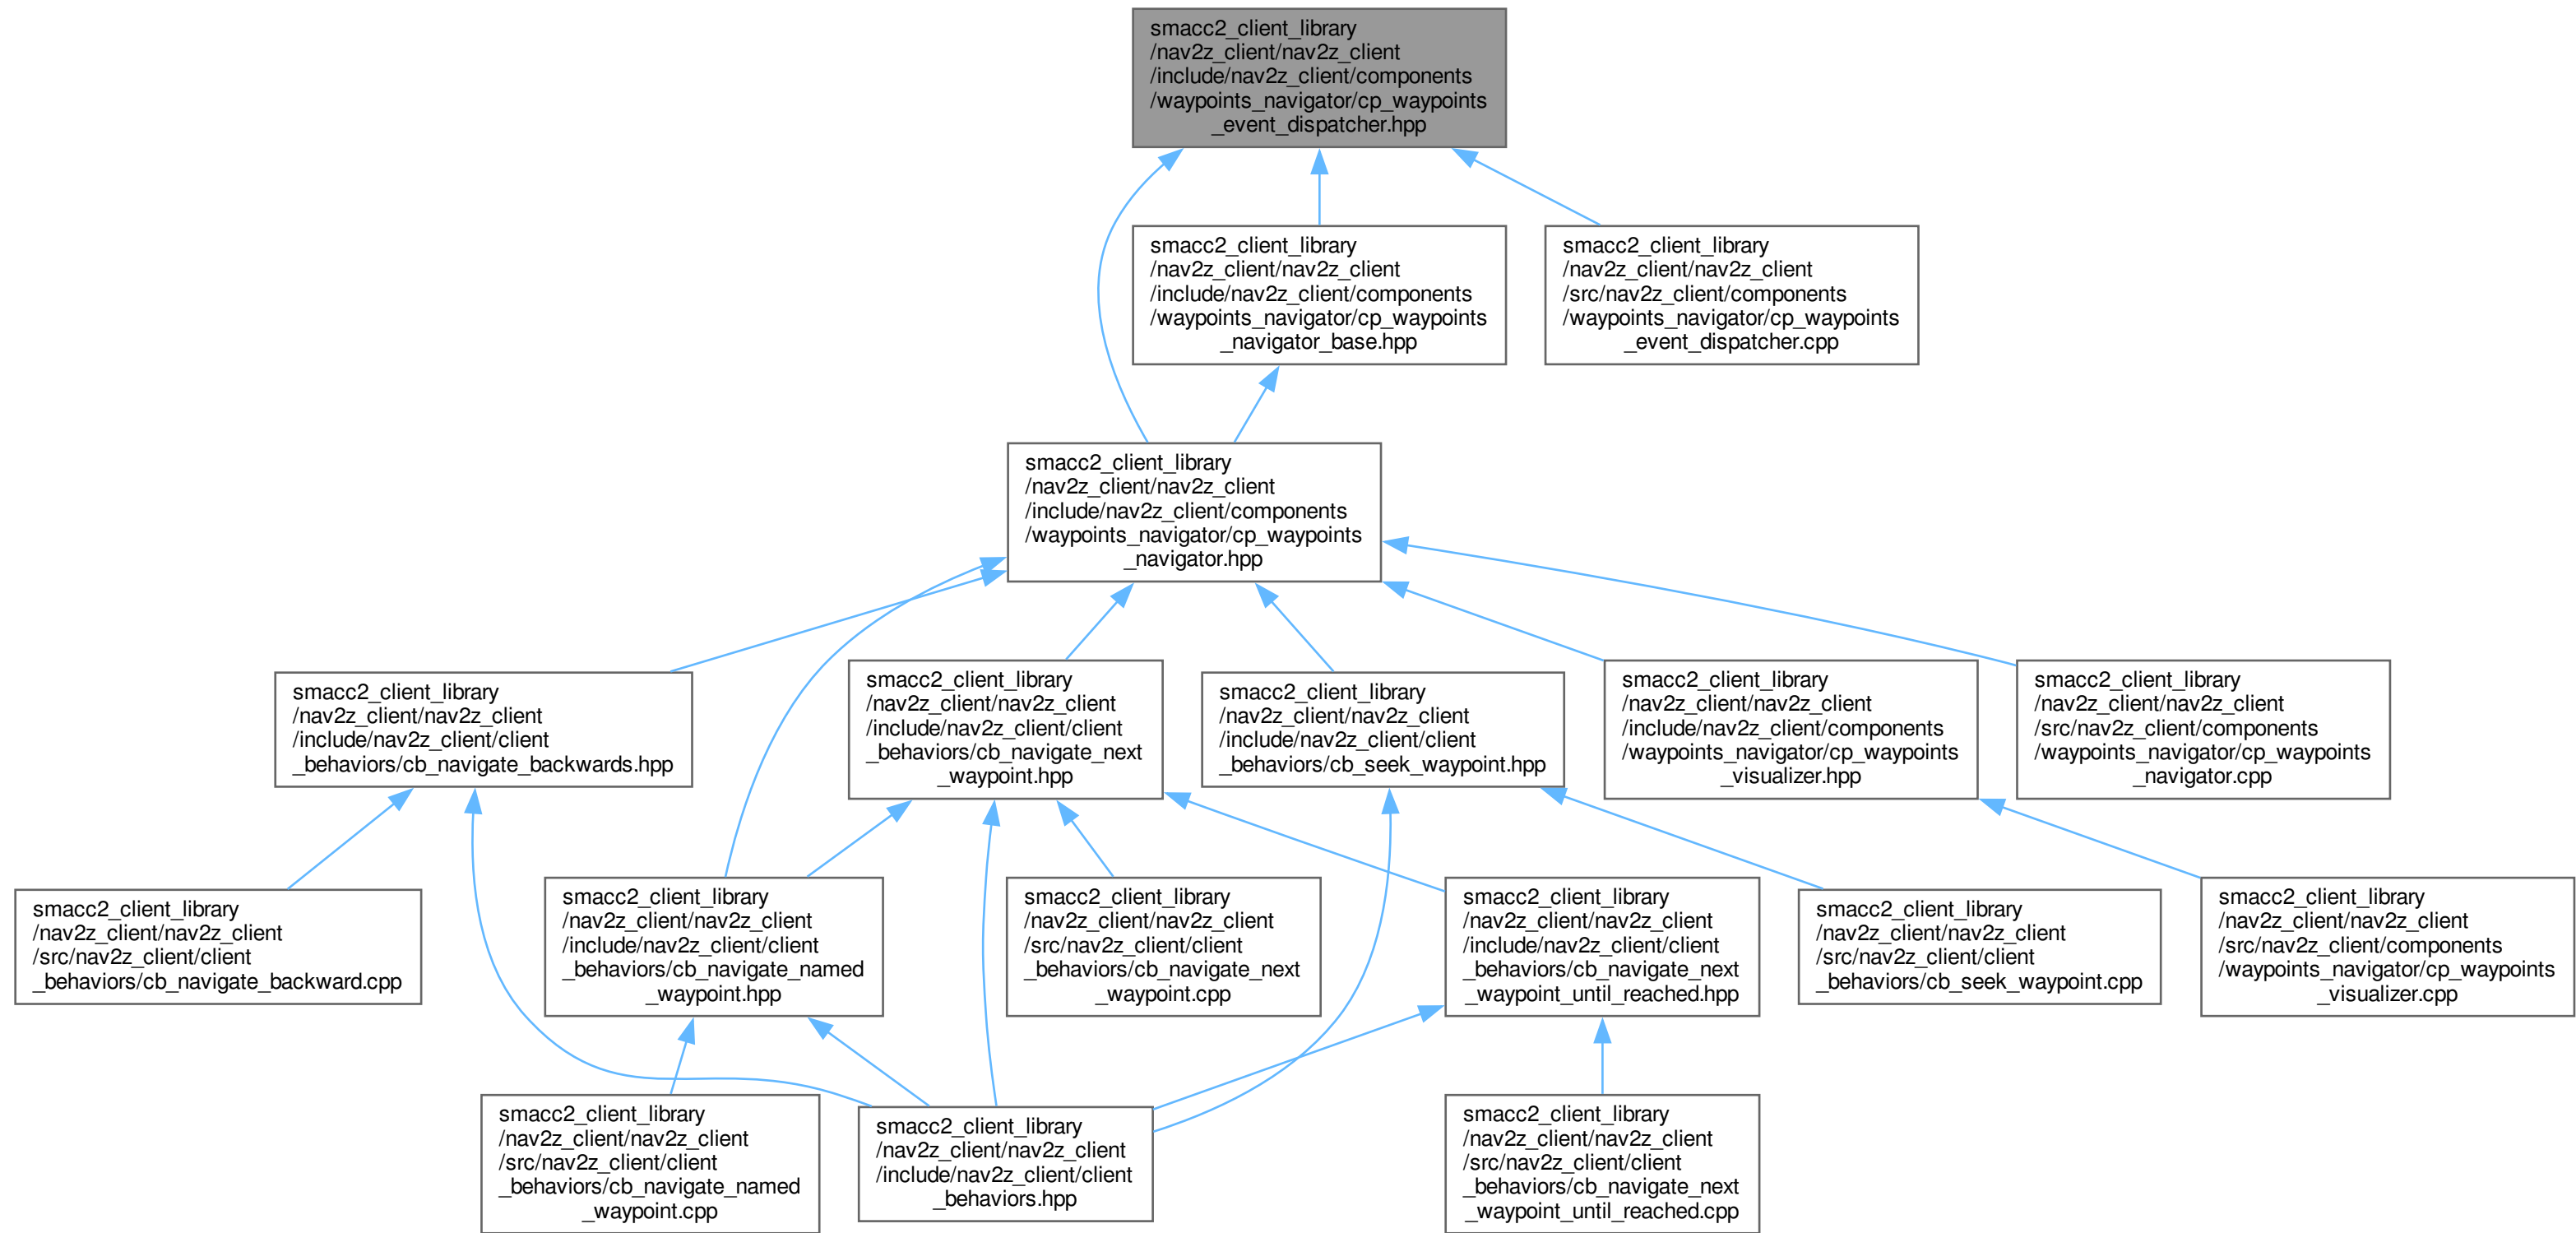 smacc2_client_library
/nav2z_client/nav2z_client
/include/nav2z_client/components
/waypoints_navigator/cp_waypoints
_event_dispatcher.hpp
smacc2_client_library
/nav2z_client/nav2z_client
/include/nav2z_client/components
/waypoints_navigator/cp_waypoints
_navigator_base.hpp
smacc2_client_library
/nav2z_client/nav2z_client
/src/nav2z_client/components
/waypoints_navigator/cp_waypoints
_event_dispatcher.cpp
smacc2_client_library
/nav2z_client/nav2z_client
/include/nav2z_client/components
/waypoints_navigator/cp_waypoints
_navigator.hpp
smacc2_client_library
/nav2z_client/nav2z_client
/include/nav2z_client/client
_behaviors/cb_navigate_backwards.hpp
smacc2_client_library
/nav2z_client/nav2z_client
/include/nav2z_client/client
_behaviors/cb_navigate_next
_waypoint.hpp
smacc2_client_library
/nav2z_client/nav2z_client
/include/nav2z_client/client
_behaviors/cb_seek_waypoint.hpp
smacc2_client_library
/nav2z_client/nav2z_client
/include/nav2z_client/components
/waypoints_navigator/cp_waypoints
_visualizer.hpp
smacc2_client_library
/nav2z_client/nav2z_client
/src/nav2z_client/components
/waypoints_navigator/cp_waypoints
_navigator.cpp
smacc2_client_library
/nav2z_client/nav2z_client
/src/nav2z_client/client
_behaviors/cb_navigate_backward.cpp
smacc2_client_library
/nav2z_client/nav2z_client
/include/nav2z_client/client
_behaviors/cb_navigate_named
_waypoint.hpp
smacc2_client_library
/nav2z_client/nav2z_client
/src/nav2z_client/client
_behaviors/cb_navigate_next
_waypoint.cpp
smacc2_client_library
/nav2z_client/nav2z_client
/include/nav2z_client/client
_behaviors/cb_navigate_next
_waypoint_until_reached.hpp
smacc2_client_library
/nav2z_client/nav2z_client
/src/nav2z_client/client
_behaviors/cb_seek_waypoint.cpp
smacc2_client_library
/nav2z_client/nav2z_client
/src/nav2z_client/components
/waypoints_navigator/cp_waypoints
_visualizer.cpp
smacc2_client_library
/nav2z_client/nav2z_client
/src/nav2z_client/client
_behaviors/cb_navigate_named
_waypoint.cpp
smacc2_client_library
/nav2z_client/nav2z_client
/include/nav2z_client/client
_behaviors.hpp
smacc2_client_library
/nav2z_client/nav2z_client
/src/nav2z_client/client
_behaviors/cb_navigate_next
_waypoint_until_reached.cpp